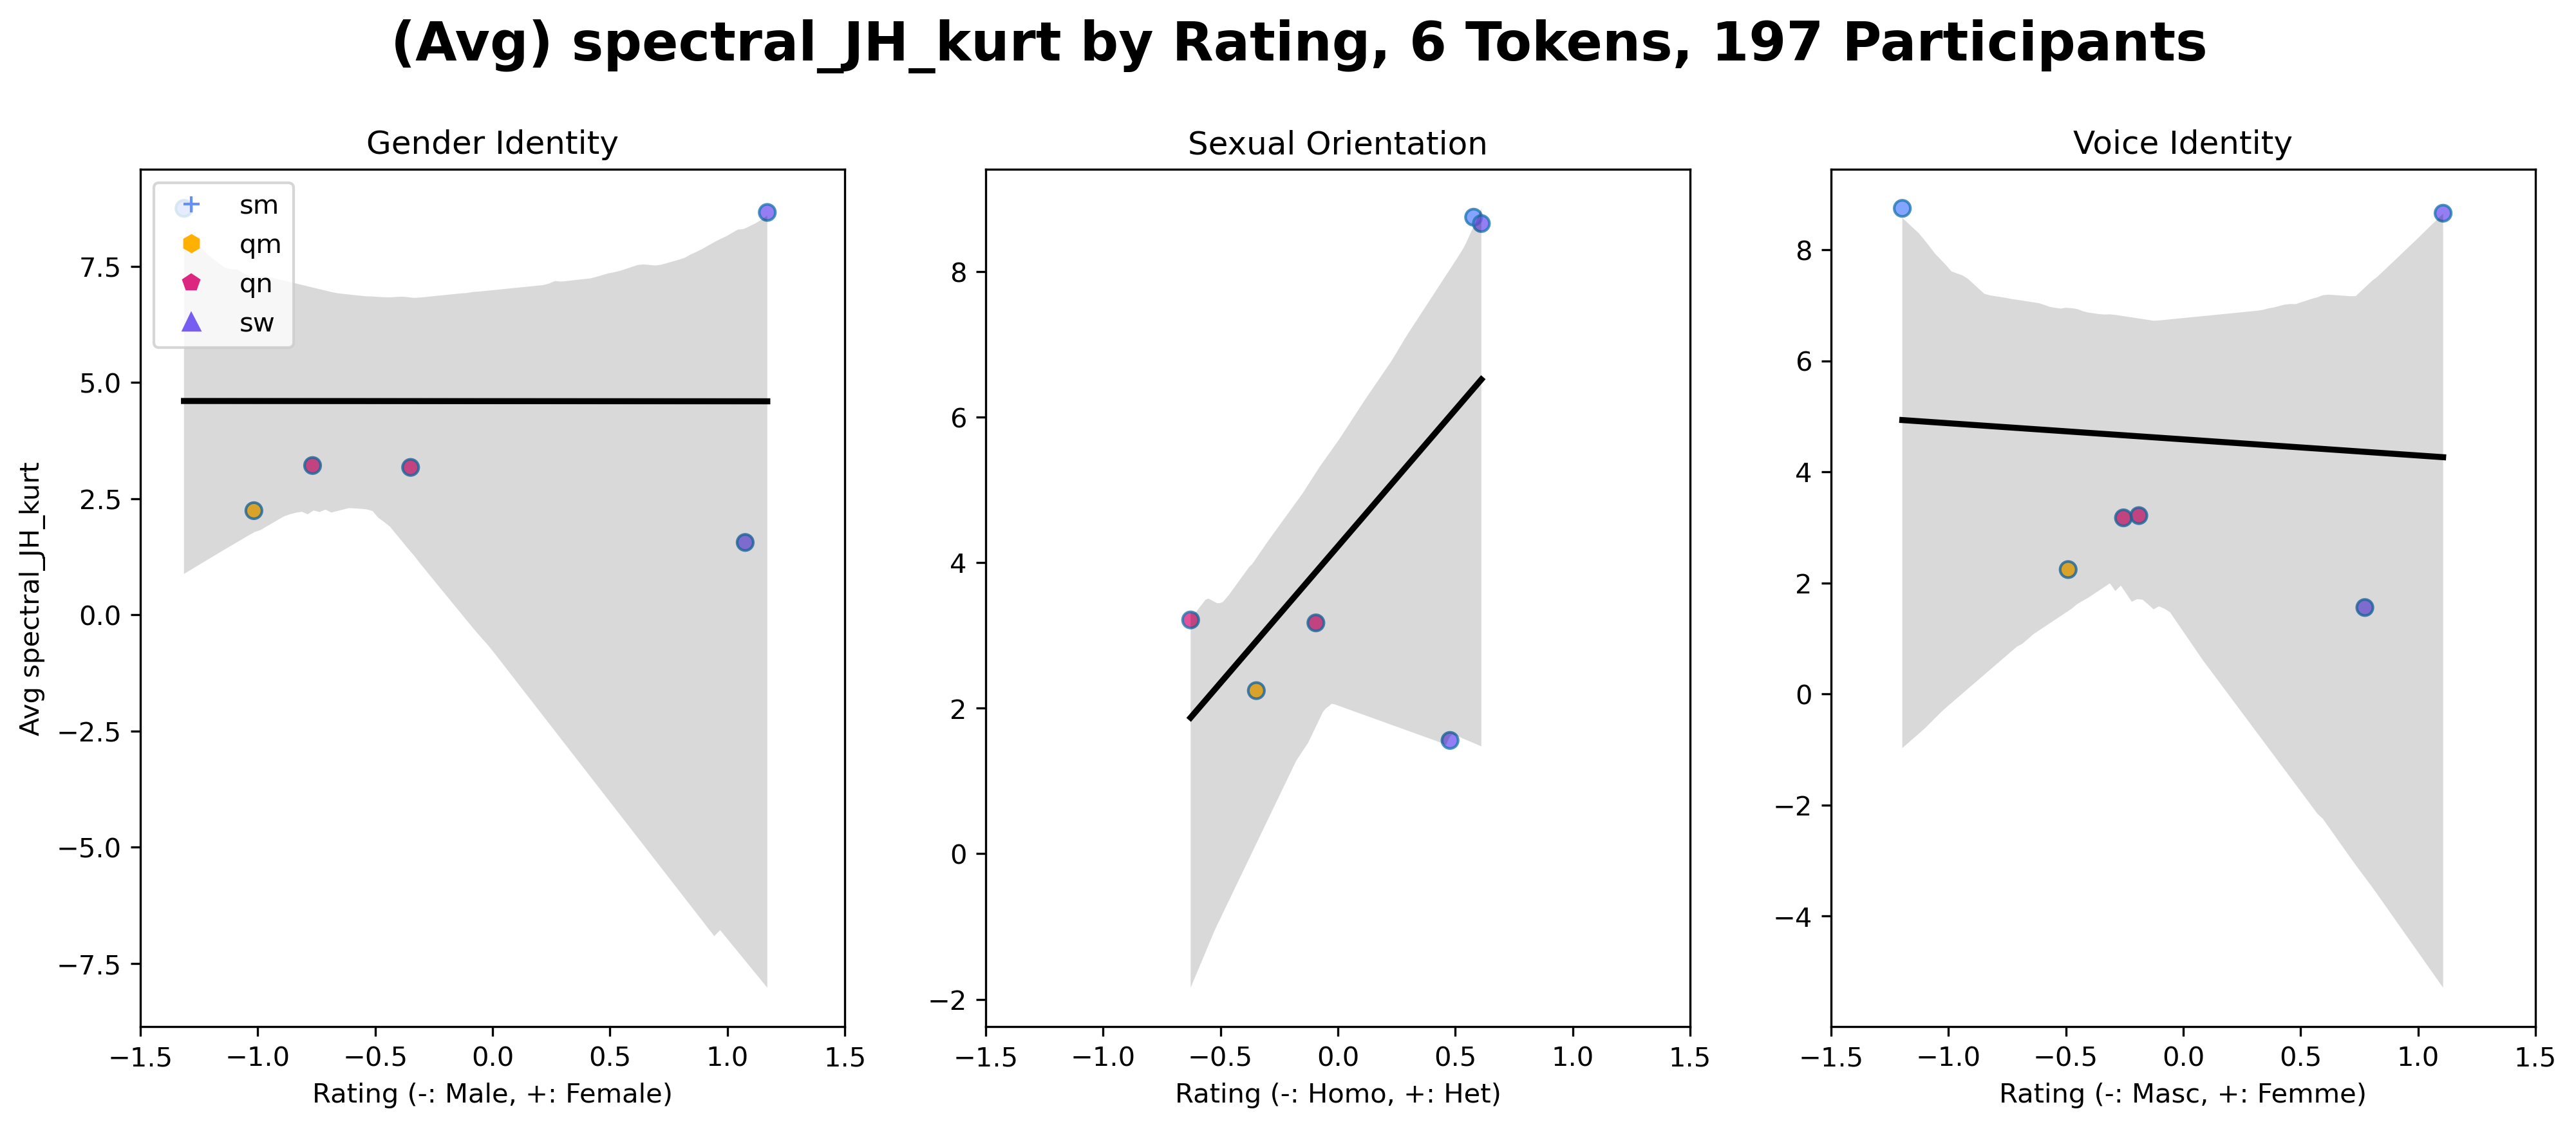 (Avg) spectral_JH_kurt by Rating, 6 Tokens, 197 Participants
Gender Identity
Sexual Orientation
Voice Identity
sm
qm
qn
sw
Avg spectral_JH_kurt
7.5
5.0
2.5
0.0
−2.5
−5.0
−7.5
−1.5 −1.0 −0.5 0.0 0.5 1.0 1.5
Rating (-: Male, +: Female)
8
6
4
2
0
−2
−1.5 −1.0 −0.5 0.0 0.5 1.0 1.5
Rating (-: Homo, +: Het)
8
6
4
2
0
−2
−4
−1.5 −1.0 −0.5 0.0 0.5 1.0 1.5
Rating (-: Masc, +: Femme)